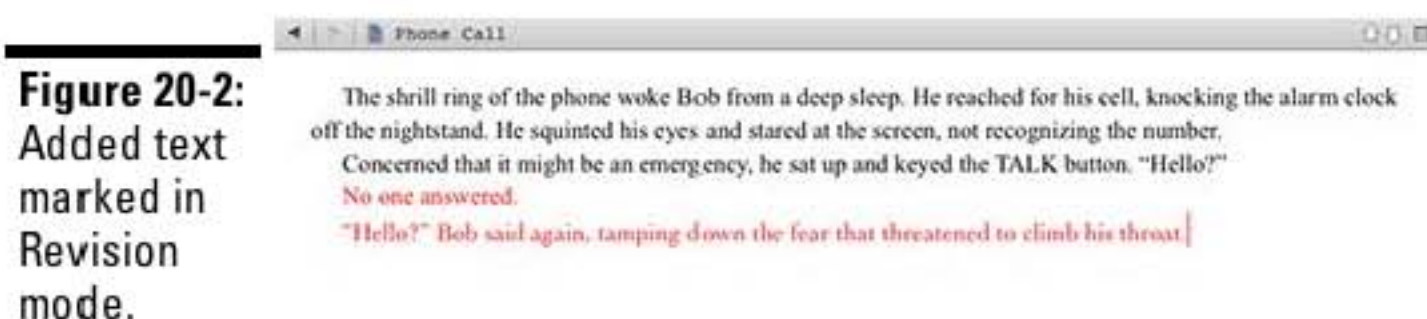 Figure 20-2:
Added text
marked in
Revision
mode.
Phone Call
The shrill ring of the phone woke Bob from a deep sleep. He reached for his cell, knocking the alarm clock
off the nightstand. He squinted his eyes and stared at the screen, not recognizing the number.
Concerned that it might be an emergency, he sat up and keyed the TALK button. “Hello?”
No one answered.
“Hello?” Bob said again, tamping down the fear that threatened to climb his throat.